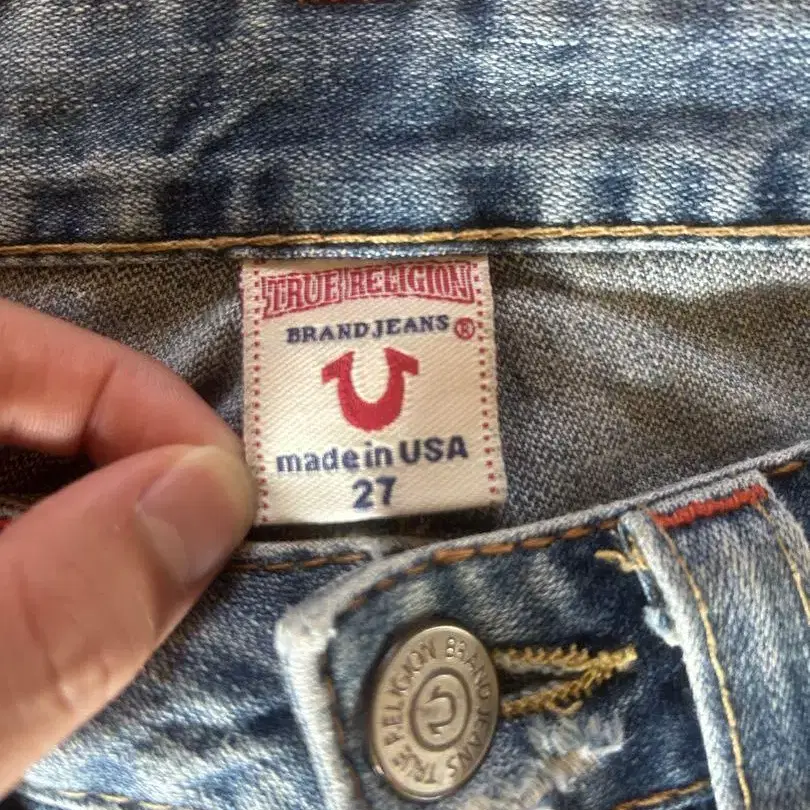 TRUE RELIGION
BRAND JEANS ®
made in USA
27
TRUE RELIGION BRAND JEANS